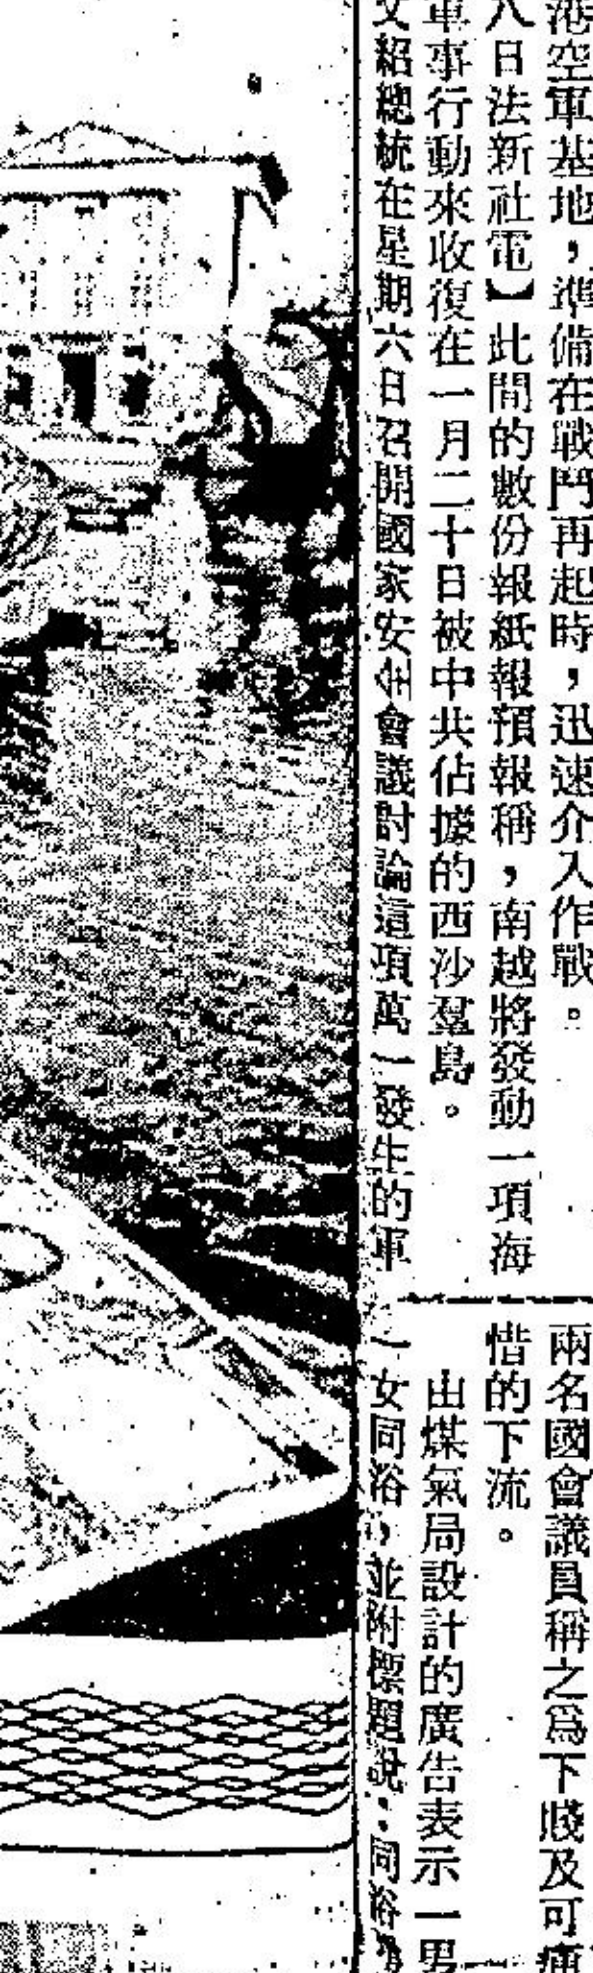 港空軍基地，準備在戰鬥再起時，迅速介入作戰。
八日法新社電】此間的數份報紙報預報稱，南越將發動一項海
軍事行動來收復在一月二十日被中共佔據的西沙羣島。
文紹總統在星期六日召開國家安州會議討論這項萬一發生的軍
兩名國會議員稱之爲下賤及可痛
惜的下流。
由煤氣局設計的廣告表示一男
一女同浴，並附標題說：同浴